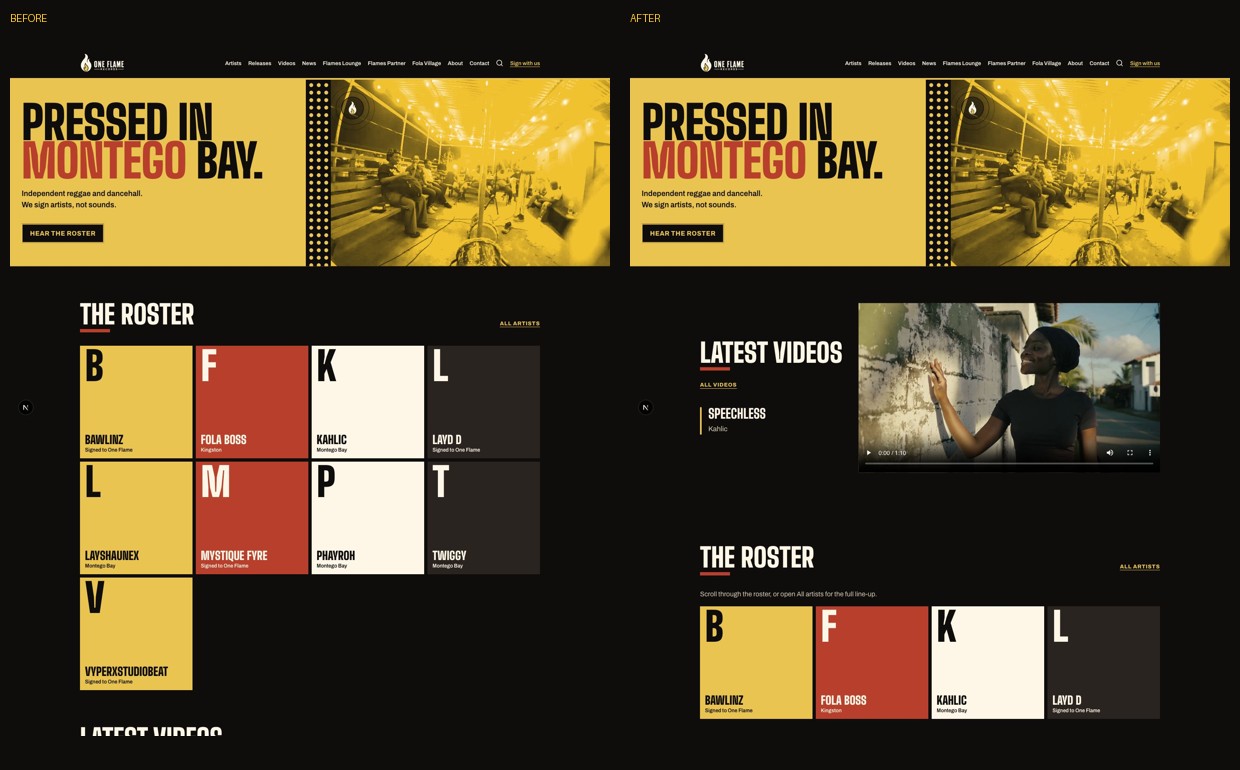 BEFORE
ONE FLAME
RECORDS
Artists Releases Videos News Flames Lounge Flames Partner Fola Village About Contact Sign with us
PRESSED IN
MONTEGO BAY.
Independent reggae and dancehall.
We sign artists, not sounds.
HEAR THE ROSTER
THE ROSTER
ALL ARTISTS
B
BAWLINZ
Signed to One Flame
F
FOLA BOSS
Kingston
K
KAHLIC
Montego Bay
L
LAYD D
Signed to One Flame
L
LAYSHAUNEX
Montego Bay
M
MYSTIQUE FYRE
Signed to One Flame
P
PHAYROH
Montego Bay
T
TWIGGY
Montego Bay
V
VYPERXSTUDIOBEAT
Signed to One Flame
LATEST VIDEOS
N
AFTER
ONE FLAME
RECORDS
Artists Releases Videos News Flames Lounge Flames Partner Fola Village About Contact Sign with us
PRESSED IN
MONTEGO BAY.
Independent reggae and dancehall.
We sign artists, not sounds.
HEAR THE ROSTER
LATEST VIDEOS
ALL VIDEOS
SPEECHLESS
Kahlic
0:00 / 1:10
N
THE ROSTER
ALL ARTISTS
Scroll through the roster, or open All artists for the full line-up.
B
BAWLINZ
Signed to One Flame
F
FOLA BOSS
Kingston
K
KAHLIC
Montego Bay
L
LAYD D
Signed to One Flame